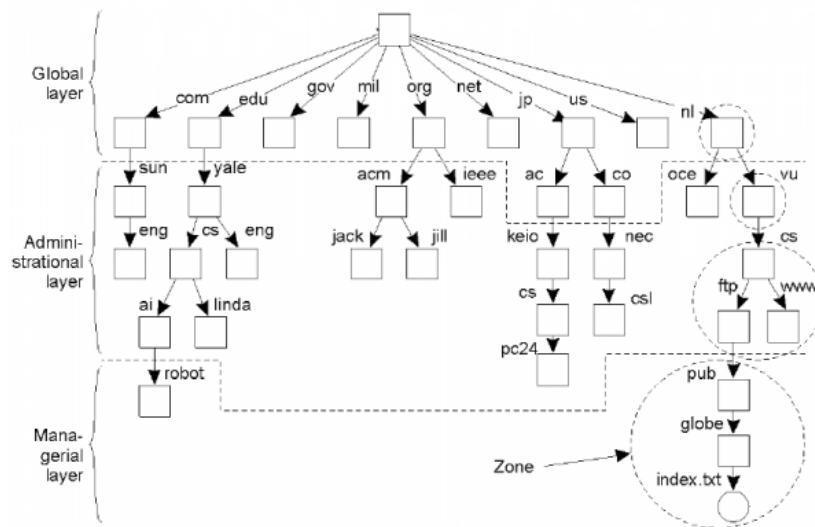 Global
layer
com
edu
gov
mil
org
net
jp
us
nl
sun
yale
acm
ieee
ac
co
oce
vu
Admini-
strational
layer
eng
cs
eng
jack
jill
keio
nec
cs
ai
linda
cs
csl
ftp
www
pc24
robot
pub
Mana-
gerial
layer
globe
Zone
index.txt